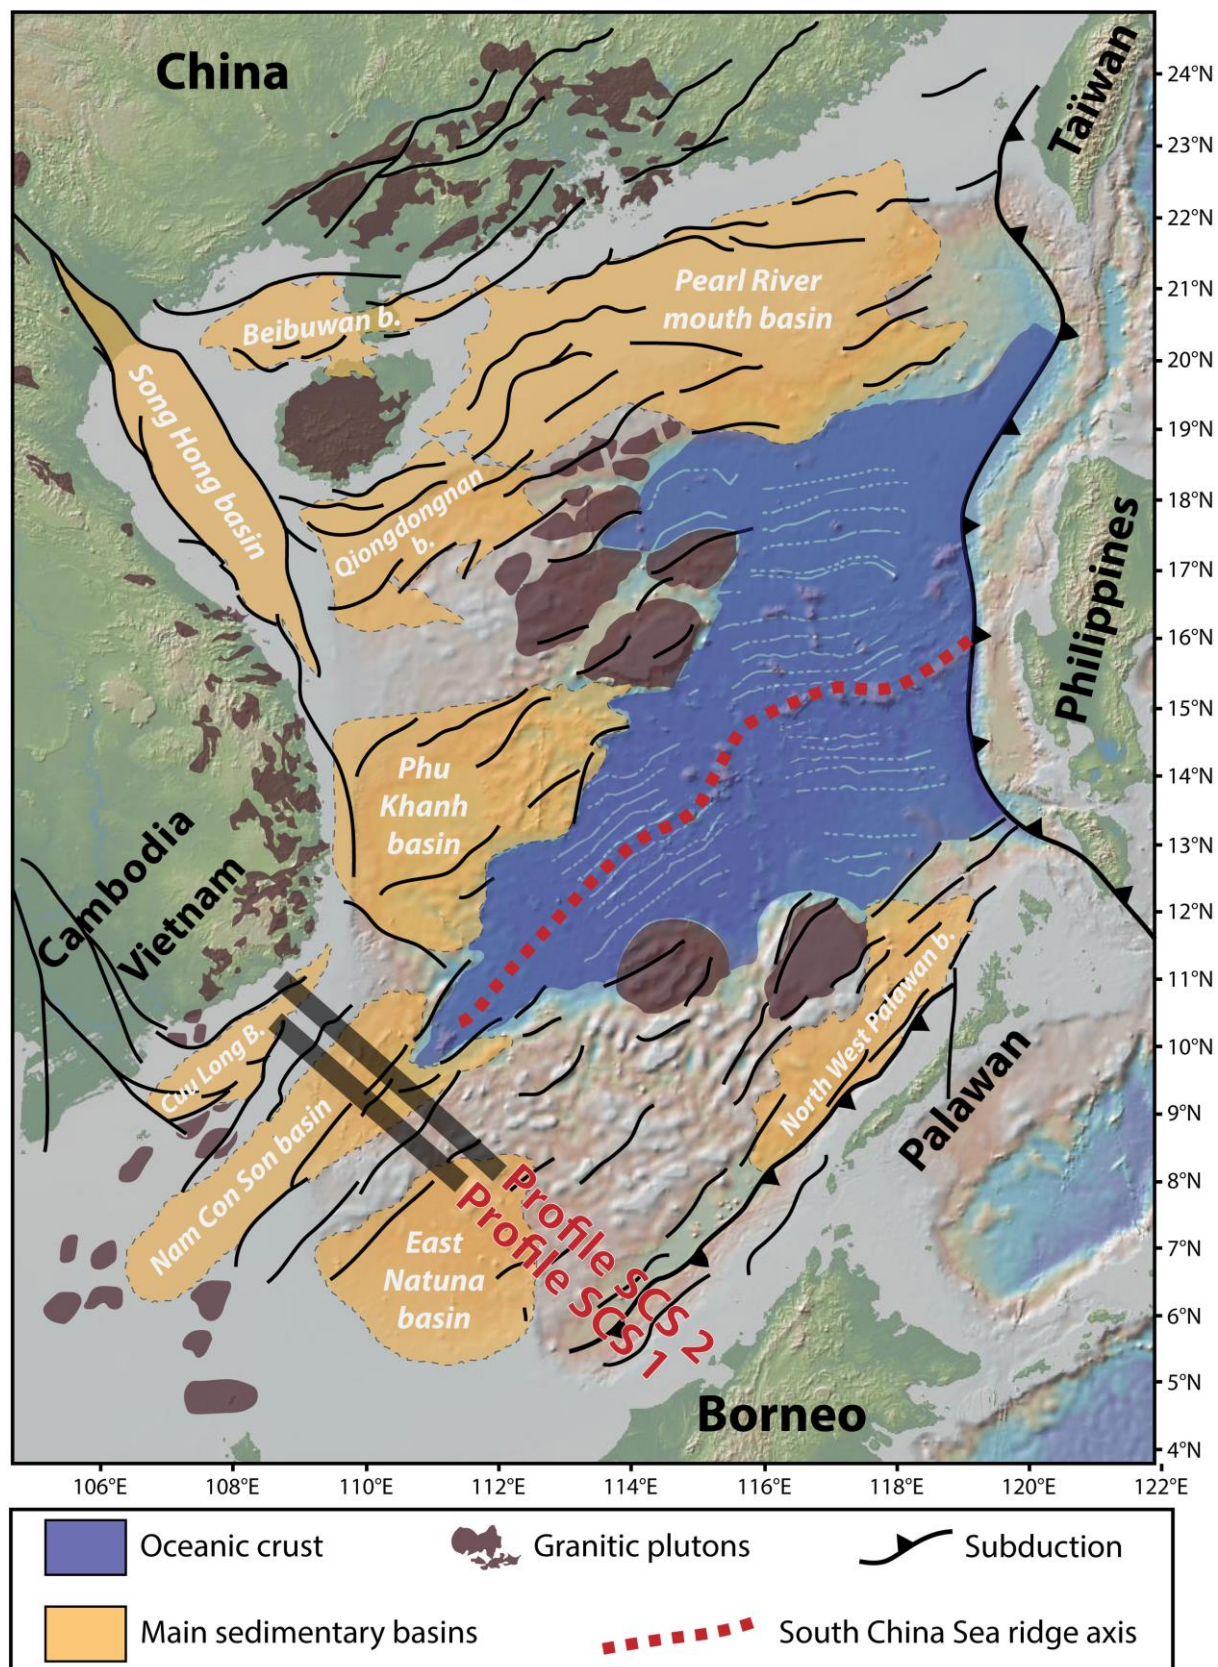 China
Taïwan
24°N
23°N
22°N
21°N
20°N
19°N
18°N
17°N
16°N
15°N
14°N
13°N
12°N
11°N
10°N
9°N
8°N
7°N
6°N
5°N
4°N
Pearl River
mouth basin
Beibuwan b.
Song Hong basin
Qiongdongnan
b.
Philippines
Phu
Khanh
basin
Cambodia
Vietnam
Cuu Long B.
Nam Con Son basin
North West Palawan b.
Palawan
East
Natuna
basin
Profile SCS 2
Profile SCS 1
Borneo
106°E
108°E
110°E
112°E
114°E
116°E
118°E
120°E
122°E
Oceanic crust
Granitic plutons
Subduction
Main sedimentary basins
South China Sea ridge axis